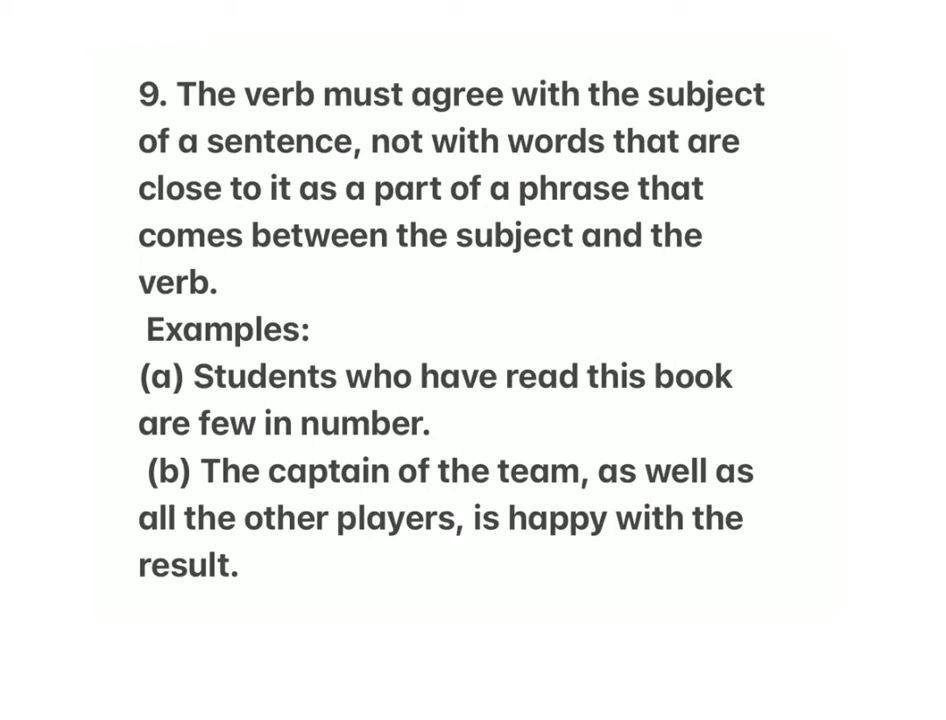 9. The verb must agree with the subject
of a sentence, not with words that are
close to it as a part of a phrase that
comes between the subject and the
verb.
Examples:
(a) Students who have read this book
are few in number.
(b) The captain of the team, as well as
all the other players, is happy with the
result.